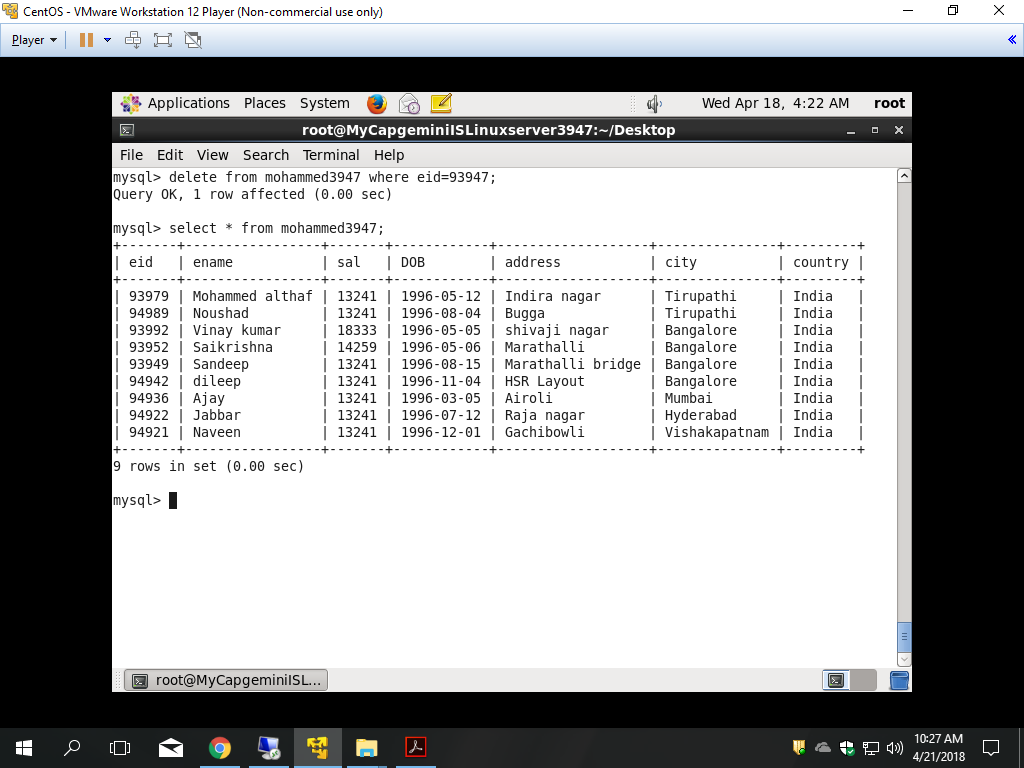 CentOS - VMware Workstation 12 Player (Non-commercial use only)
Player
Applications Places System Wed Apr 18, 4:22 AM root
root@MyCapgeminiISLinuxserver3947:~/Desktop
File Edit View Search Terminal Help
mysql> delete from mohammed3947 where eid=93947;
Query OK, 1 row affected (0.00 sec)
mysql> select * from mohammed3947;
+-------+-----------------+-------+------------+-------------------+--------------+---------+
| eid   | ename           | sal   | DOB        | address           | city         | country |
+-------+-----------------+-------+------------+-------------------+--------------+---------+
| 93979 | Mohammed althaf | 13241 | 1996-05-12 | Indira nagar      | Tirupathi    | India   |
| 94989 | Noushad         | 13241 | 1996-08-04 | Bugga             | Tirupathi    | India   |
| 93992 | Vinay kumar     | 18333 | 1996-05-05 | shivaji nagar     | Bangalore    | India   |
| 93952 | Saikrishna      | 14259 | 1996-05-06 | Marathalli        | Bangalore    | India   |
| 93949 | Sandeep         | 13241 | 1996-08-15 | Marathalli bridge | Bangalore    | India   |
| 94942 | dileep          | 13241 | 1996-11-04 | HSR Layout        | Bangalore    | India   |
| 94936 | Ajay            | 13241 | 1996-03-05 | Airoli            | Mumbai       | India   |
| 94922 | Jabbar          | 13241 | 1996-07-12 | Raja nagar        | Hyderabad    | India   |
| 94921 | Naveen          | 13241 | 1996-12-01 | Gachibowli        | Vishakapatnam | India   |
+-------+-----------------+-------+------------+-------------------+--------------+---------+
9 rows in set (0.00 sec)
mysql>
root@MyCapgeminiISL...
10:27 AM
4/21/2018